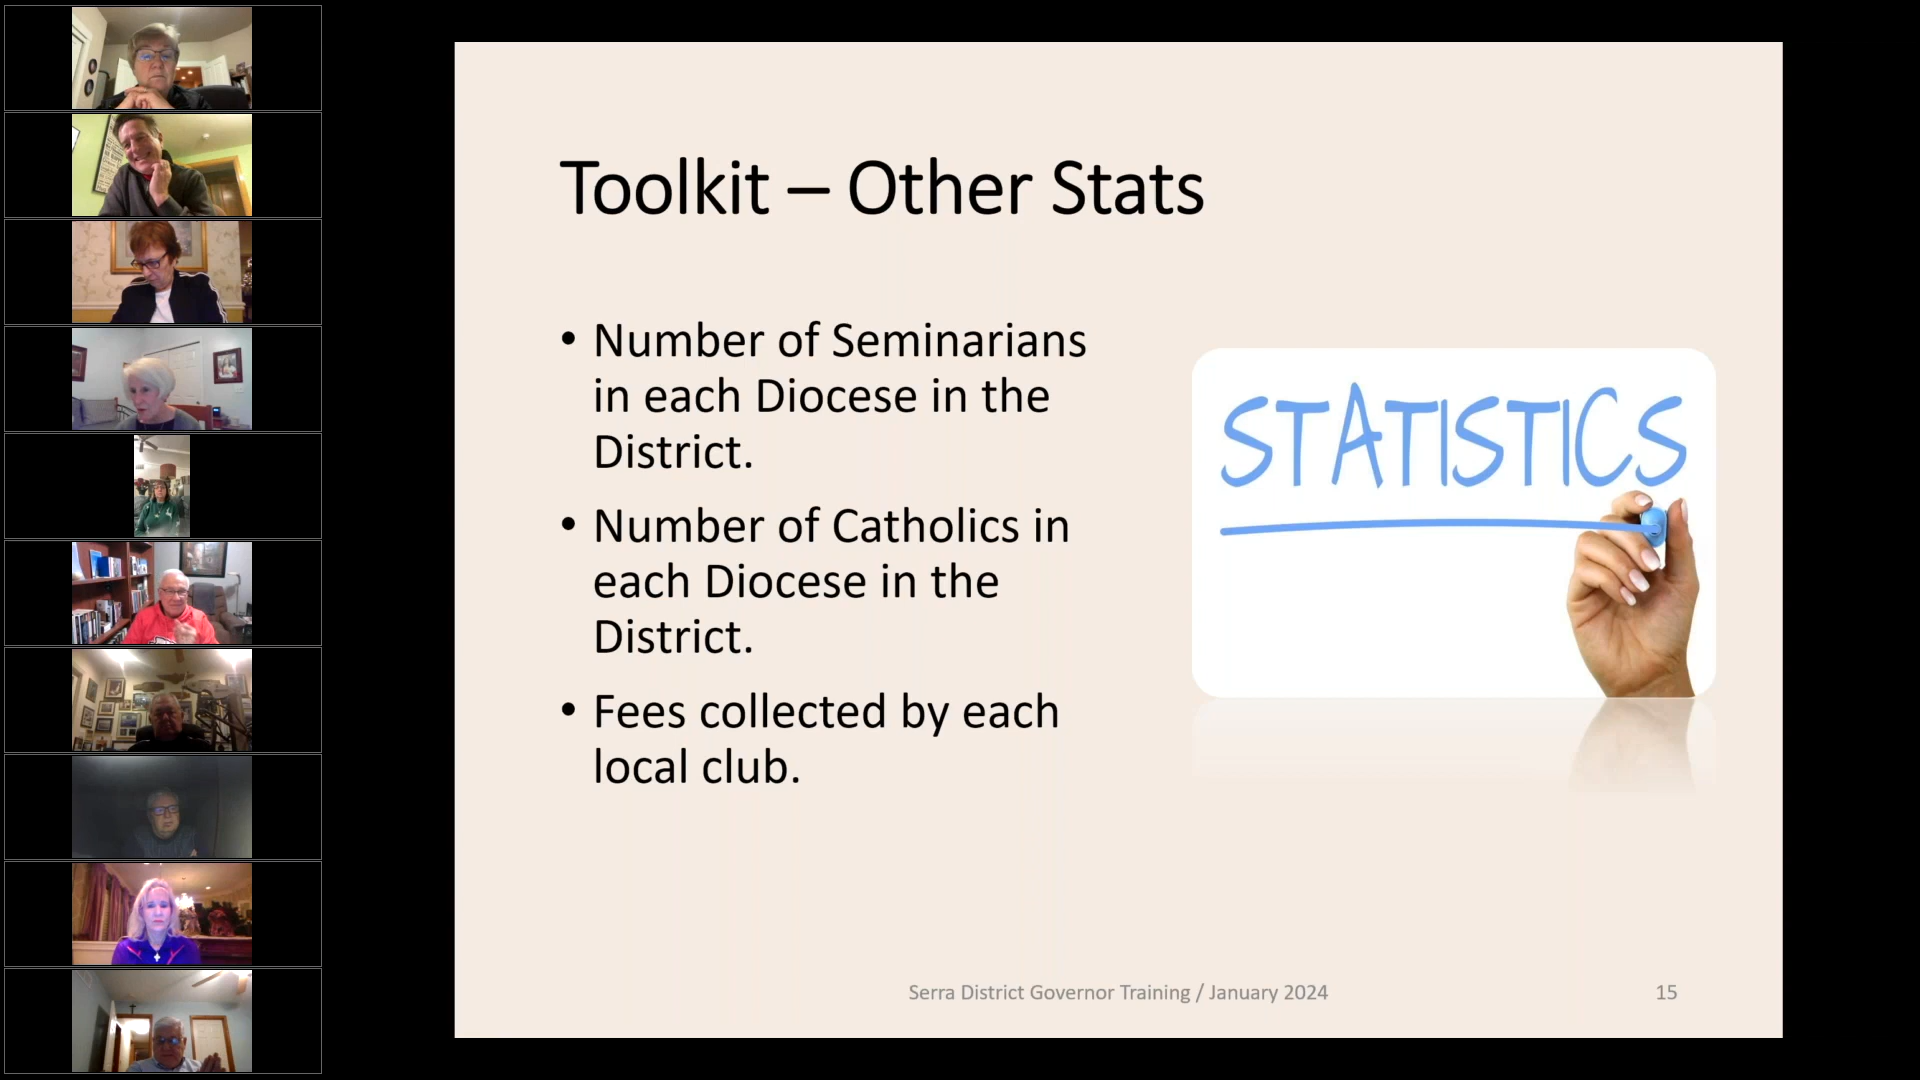 Toolkit – Other Stats
• Number of Seminarians
in each Diocese in the
District.
• Number of Catholics in
each Diocese in the
District.
• Fees collected by each
local club.
STATISTICS
Serra District Governor Training / January 2024
15